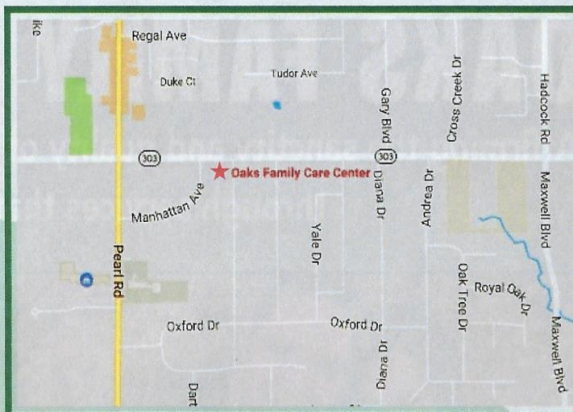 ike
Regal Ave
Duke Ct
Tudor Ave
Gary Blvd
Cross Creek Dr
Hadcock Rd
303
303
Oaks Family Care Center
Manhattan Ave
Diana Dr
Andrea Dr
Maxwell Blvd
Pearl Rd
Yale Dr
Oak Tree Dr
Royal Oak Dr
Oxford Dr
Oxford Dr
Diana Dr
Maxwell Blvd
Dart